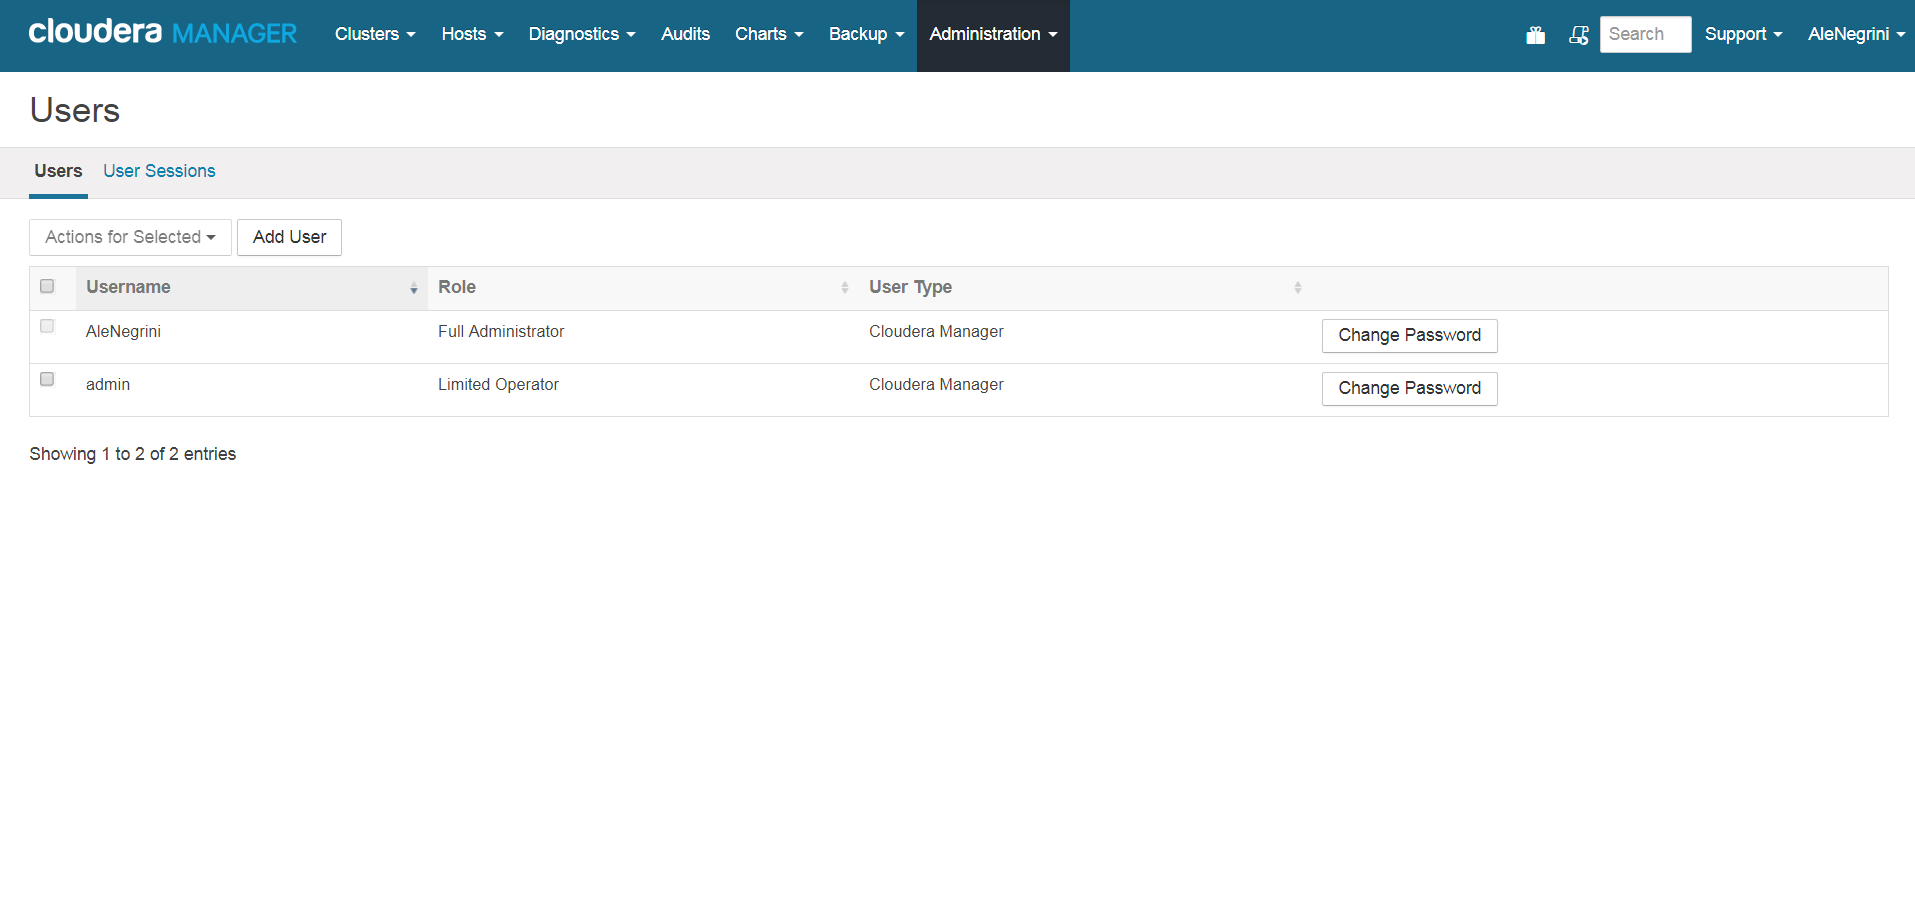 cloudera MANAGER Clusters Hosts Diagnostics Audits Charts Backup Administration Search Support AleNegrini
Users
Users User Sessions
Actions for Selected Add User
Username Role User Type
AleNegrini Full Administrator Cloudera Manager Change Password
admin Limited Operator Cloudera Manager Change Password
Showing 1 to 2 of 2 entries